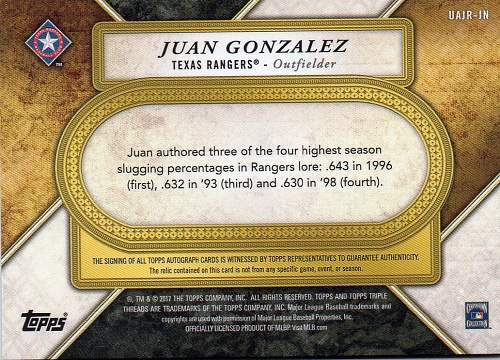 UAJR-JN
JUAN GONZALEZ
TEXAS RANGERS® - Outfielder
TM
Juan authored three of the four highest season
slugging percentages in Rangers lore: .643 in 1996
(first), .632 in '93 (third) and .630 in '98 (fourth).
THE SIGNING OF ALL TOPPS AUTOGRAPH CARDS IS WITNESSED BY TOPPS REPRESENTATIVES TO GUARANTEE AUTHENTICITY.
The relic contained on this card is not from any specific game, event, or season.
®, TM & © 2017 THE TOPPS COMPANY, INC. ALL RIGHTS RESERVED. TOPPS AND TOPPS TRIPLE
THREADS ARE TRADEMARKS OF THE TOPPS COMPANY, INC. Major League Baseball trademarks and
copyrights are used with permission of Major League Baseball Properties, Inc.
OFFICIALLY LICENSED PRODUCT OF MLBP. Visit MLB.com
Topps®